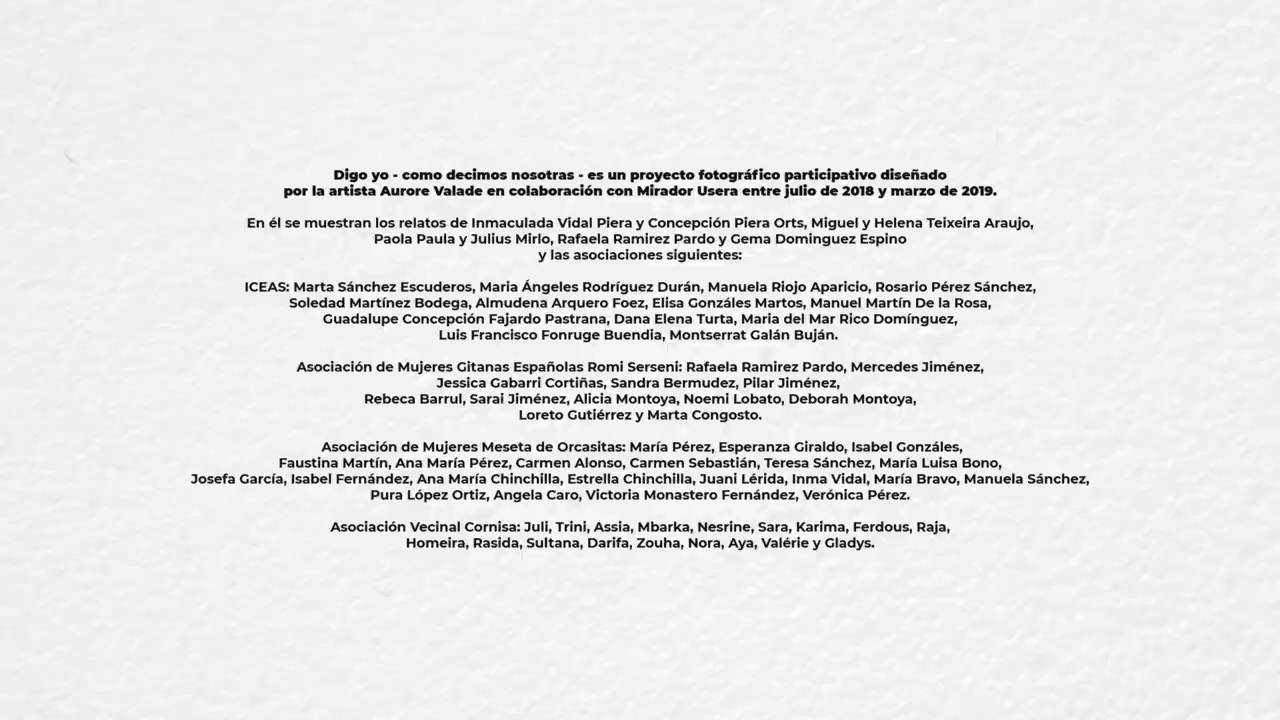 Digo yo - como decimos nosotras - es un proyecto fotográfico participativo diseñado
por la artista Aurore Valade en colaboración con Mirador Usera entre julio de 2018 y marzo de 2019.
En él se muestran los relatos de Inmaculada Vidal Piera y Concepción Piera Orts, Miguel y Helena Teixeira Araujo,
Paola Paula y Julius Mirlo, Rafaela Ramirez Pardo y Gema Dominguez Espino
y las asociaciones siguientes:
ICEAS: Marta Sánchez Escuderos, Maria Ángeles Rodríguez Durán, Manuela Riojo Aparicio, Rosario Pérez Sánchez,
Soledad Martínez Bodega, Almudena Arquero Foez, Elisa Gonzáles Martos, Manuel Martín De la Rosa,
Guadalupe Concepción Fajardo Pastrana, Dana Elena Turta, Maria del Mar Rico Domínguez,
Luis Francisco Fonruge Buendia, Montserrat Galán Buján.
Asociación de Mujeres Gitanas Españolas Romi Serseni: Rafaela Ramirez Pardo, Mercedes Jiménez,
Jessica Gabarri Cortiñas, Sandra Bermudez, Pilar Jiménez,
Rebeca Barrul, Sarai Jiménez, Alicia Montoya, Noemi Lobato, Deborah Montoya,
Loreto Gutiérrez y Marta Congosto.
Asociación de Mujeres Meseta de Orcasitas: María Pérez, Esperanza Giraldo, Isabel Gonzáles,
Faustina Martín, Ana María Pérez, Carmen Alonso, Carmen Sebastián, Teresa Sánchez, María Luisa Bono,
Josefa García, Isabel Fernández, Ana María Chinchilla, Estrella Chinchilla, Juani Lérida, Inma Vidal, María Bravo, Manuela Sánchez,
Pura López Ortiz, Angela Caro, Victoria Monastero Fernández, Verónica Pérez.
Asociación Vecinal Cornisa: Juli, Trini, Assia, Mbarka, Nesrine, Sara, Karima, Ferdous, Raja,
Homeira, Rasida, Sultana, Darifa, Zouha, Nora, Aya, Valérie y Gladys.